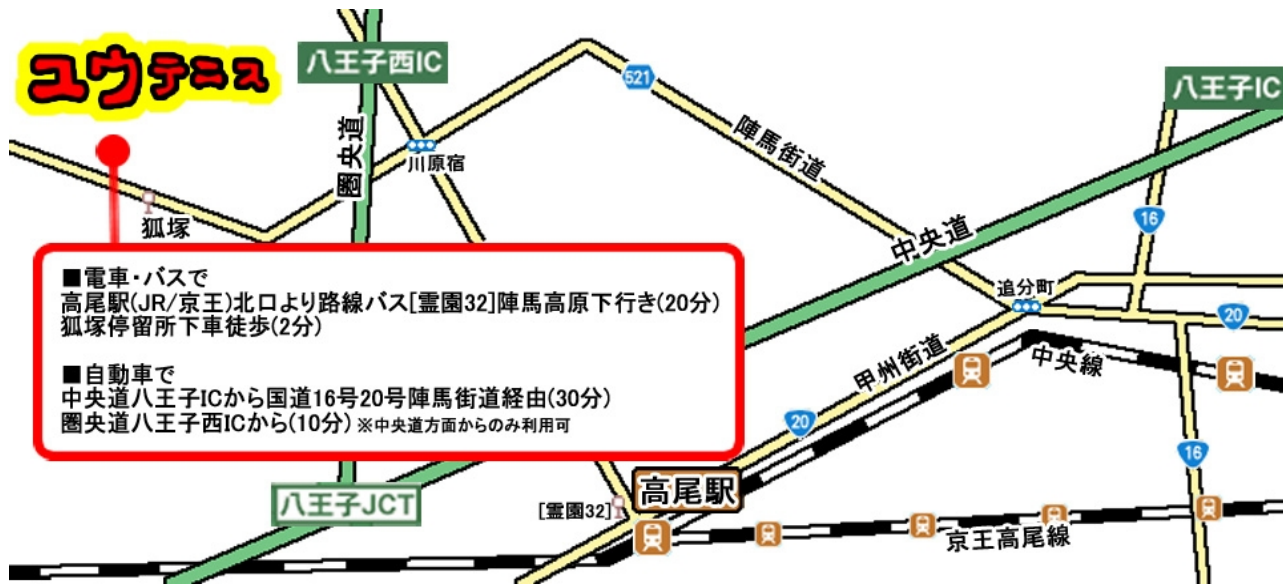 ユウテニス
八王子西IC
八王子IC
521
陣馬街道
圏央道
川原宿
狐塚
16
中央道
追分町
20
■電車・バスで
高尾駅(JR/京王)北口より路線バス[霊園32]陣馬高原下行き(20分)
狐塚停留所下車徒歩(2分)
■自動車で
中央道八王子ICから国道16号20号陣馬街道経由(30分)
圏央道八王子西ICから(10分)※中央道方面からのみ利用可
甲州街道
中央線
20
16
八王子JCT
[霊園32]
高尾駅
京王高尾線